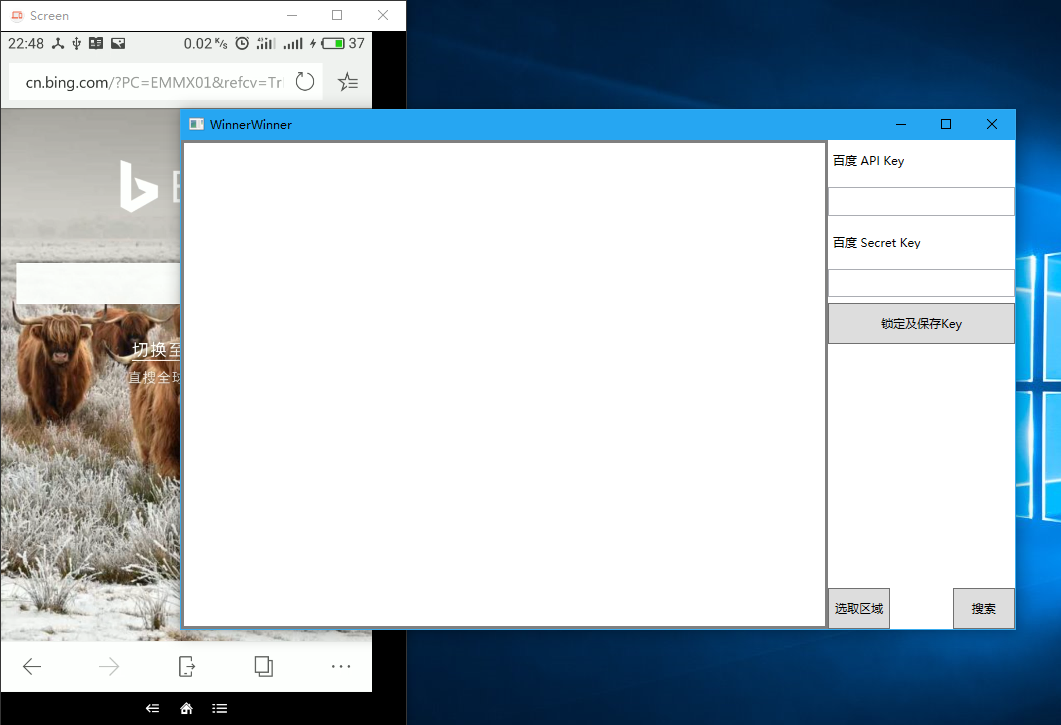 Screen
22:48
0.02 K/s
37
cn.bing.com/?PC=EMMX01&refcv=Tri
WinnerWinner
百度 API Key
百度 Secret Key
锁定及保存Key
切换至
直搜全球
选取区域
搜索